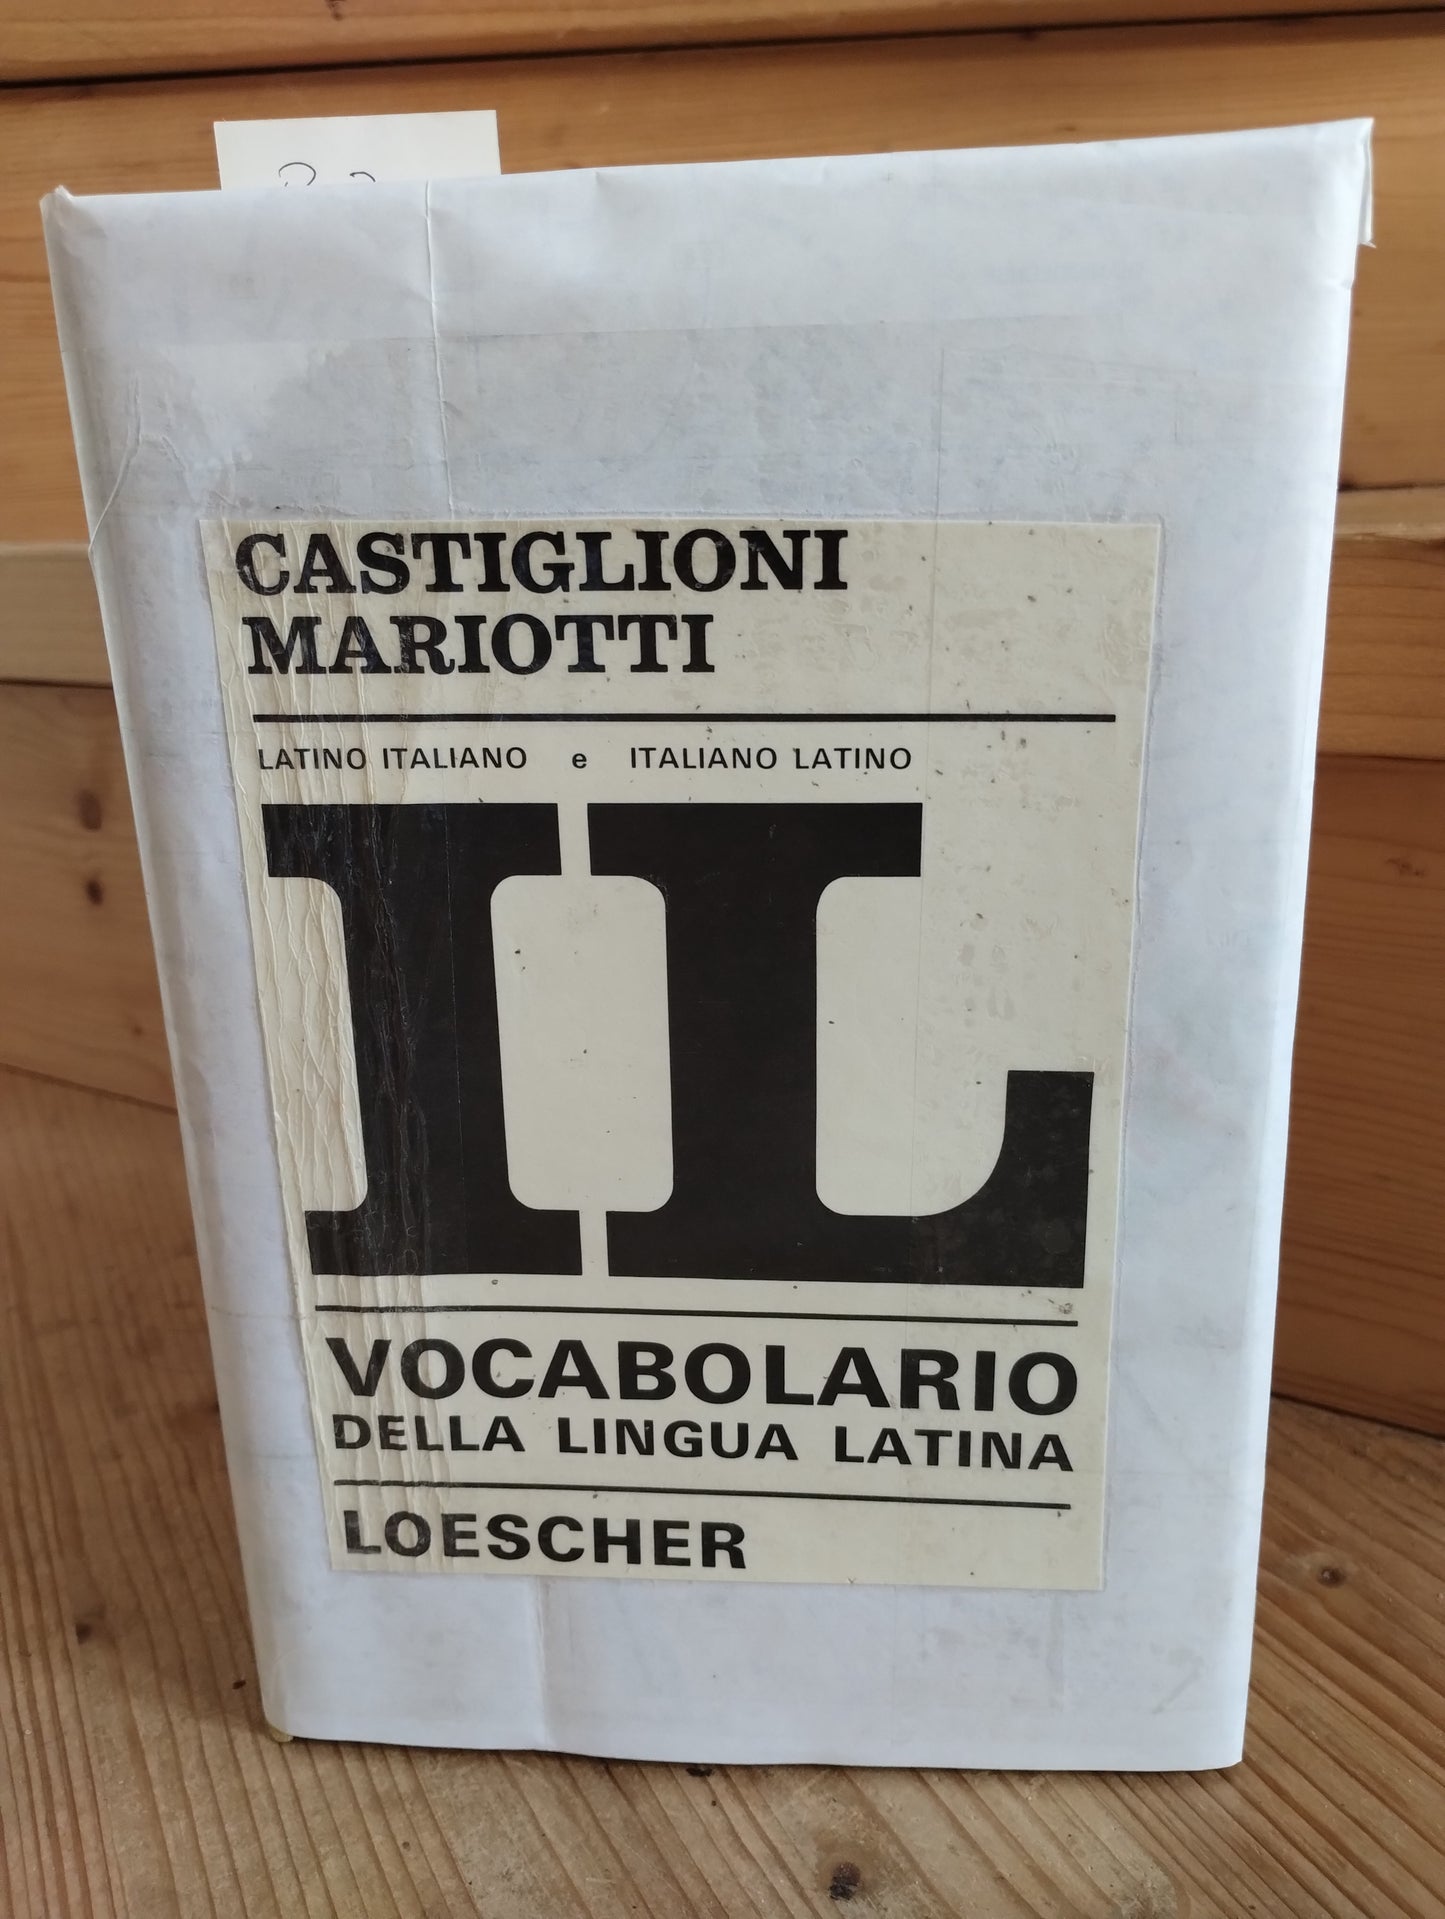 CASTIGLIONI
MARIOTTI
LATINO ITALIANO e ITALIANO LATINO
IL
VOCABOLARIO
DELLA LINGUA LATINA
LOESCHER